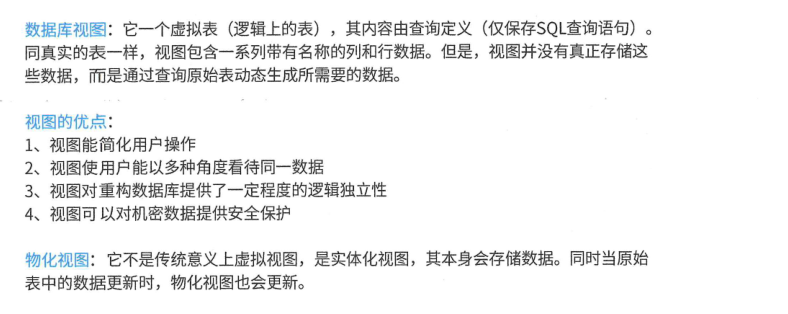 数据库视图：它一个虚拟表（逻辑上的表），其内容由查询定义（仅保存SQL查询语句）。
同真实的表一样，视图包含一系列带有名称的列和行数据。但是，视图并没有真正存储这
些数据，而是通过查询原始表动态生成所需要的数据。
视图的优点：
1、视图能简化用户操作
2、视图使用户能以多种角度看待同一数据
3、视图对重构数据库提供了一定程度的逻辑独立性
4、视图可以对机密数据提供安全保护
物化视图：它不是传统意义上虚拟视图，是实体化视图，其本身会存储数据。同时当原始
表中的数据更新时，物化视图也会更新。